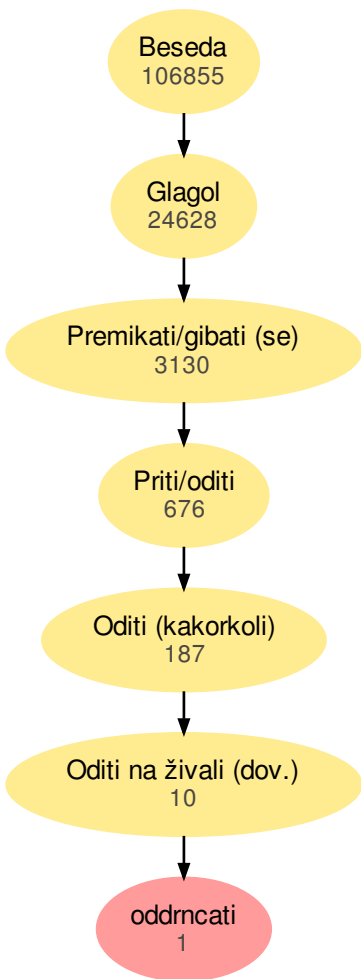 Beseda
106855
Glagol
24628
Premikati/gibati (se)
3130
Priti/oditi
676
Oditi (kakorkoli)
187
Oditi na živali (dov.)
10
oddrncati
1